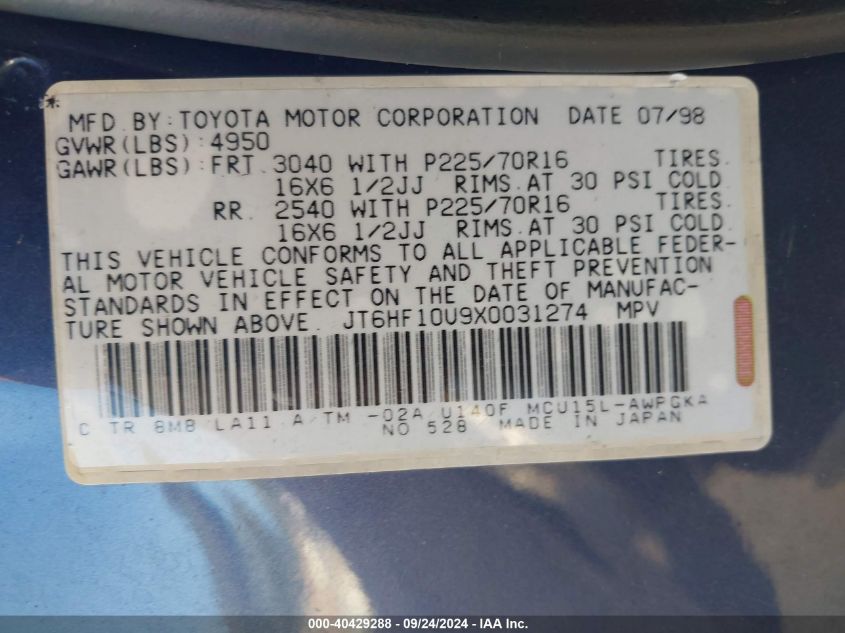 MFD. BY: TOYOTA MOTOR CORPORATION DATE 07/98
GVWR(LBS): 4950
GAWR(LBS): FRT. 3040 WITH P225/70R16 TIRES.
16X6 1/2JJ RIMS. AT 30 PSI COLD.
RR. 2540 WITH P225/70R16 TIRES.
16X6 1/2JJ RIMS. AT 30 PSI COLD.
THIS VEHICLE CONFORMS TO ALL APPLICABLE FEDER-
AL MOTOR VEHICLE SAFETY AND THEFT PREVENTION
STANDARDS IN EFFECT ON THE DATE OF MANUFAC-
TURE SHOWN ABOVE. JT6HF10U9X0031274 MPV
C TR 8M8 LA11 A/TM -02A/U140F MCU15L-AWPGKA
NO 528 MADE IN JAPAN
000-40429288 - 09/24/2024 - IAA Inc.